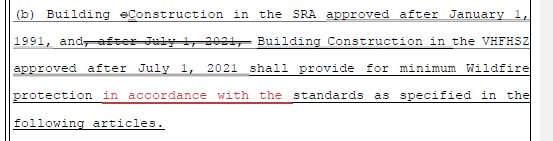 (b) Building cConstruction in the SRA approved after January 1,
1991, and, after July 1, 2021, Building Construction in the VHFHSZ
approved after July 1, 2021 shall provide for minimum Wildfire
protection in accordance with the standards as specified in the
following articles.